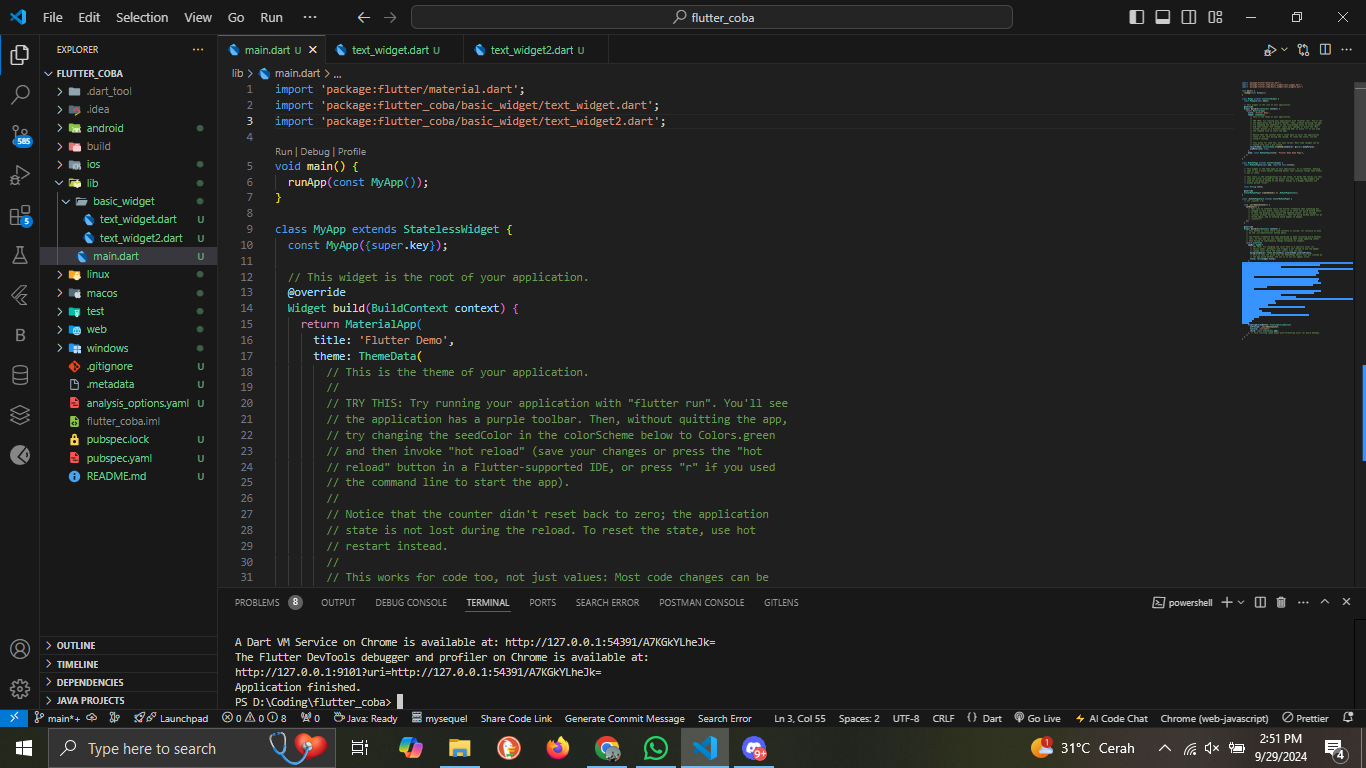 File Edit Selection View Go Run ··· flutter_coba
EXPLORER ···
FLUTTER_COBA
.dart_tool
.idea
android
build
ios
lib
basic_widget
text_widget.dart U
text_widget2.dart U
main.dart U
linux
macos
test
web
windows
.gitignore U
.metadata U
analysis_options.yaml U
flutter_coba.iml
pubspec.lock U
pubspec.yaml U
README.md U
OUTLINE
TIMELINE
DEPENDENCIES
JAVA PROJECTS
585
5
B
main.dart U
text_widget.dart U
text_widget2.dart U
lib > main.dart > ...
1 import 'package:flutter/material.dart';
2 import 'package:flutter_coba/basic_widget/text_widget.dart';
3 import 'package:flutter_coba/basic_widget/text_widget2.dart';
4
Run | Debug | Profile
5 void main() {
6 runApp(const MyApp());
7 }
8
9 class MyApp extends StatelessWidget {
10 const MyApp({super.key});
11
12 // This widget is the root of your application.
13 @override
14 Widget build(BuildContext context) {
15 return MaterialApp(
16 title: 'Flutter Demo',
17 theme: ThemeData(
18 // This is the theme of your application.
19 //
20 // TRY THIS: Try running your application with "flutter run". You'll see
21 // the application has a purple toolbar. Then, without quitting the app,
22 // try changing the seedColor in the colorScheme below to Colors.green
23 // and then invoke "hot reload" (save your changes or press the "hot
24 // reload" button in a Flutter-supported IDE, or press "r" if you used
25 // the command line to start the app).
26 //
27 // Notice that the counter didn't reset back to zero; the application
28 // state is not lost during the reload. To reset the state, use hot
29 // restart instead.
30 //
31 // This works for code too, not just values: Most code changes can be
PROBLEMS 8 OUTPUT DEBUG CONSOLE TERMINAL PORTS SEARCH ERROR POSTMAN CONSOLE GITLENS
powershell
A Dart VM Service on Chrome is available at: http://127.0.0.1:54391/A7KGkYLheJk=
The Flutter DevTools debugger and profiler on Chrome is available at:
http://127.0.0.1:9101?uri=http://127.0.0.1:54391/A7KGkYLheJk=
Application finished.
PS D:\Coding\flutter_coba>
main*+ Launchpad 0 0 8 0 Java: Ready mysequel Share Code Link Generate Commit Message Search Error Ln 3, Col 55 Spaces: 2 UTF-8 CRLF {} Dart Go Live AI Code Chat Chrome (web-javascript) Prettier
Type here to search
9+
1
31°C Cerah
2:51 PM
9/29/2024
4